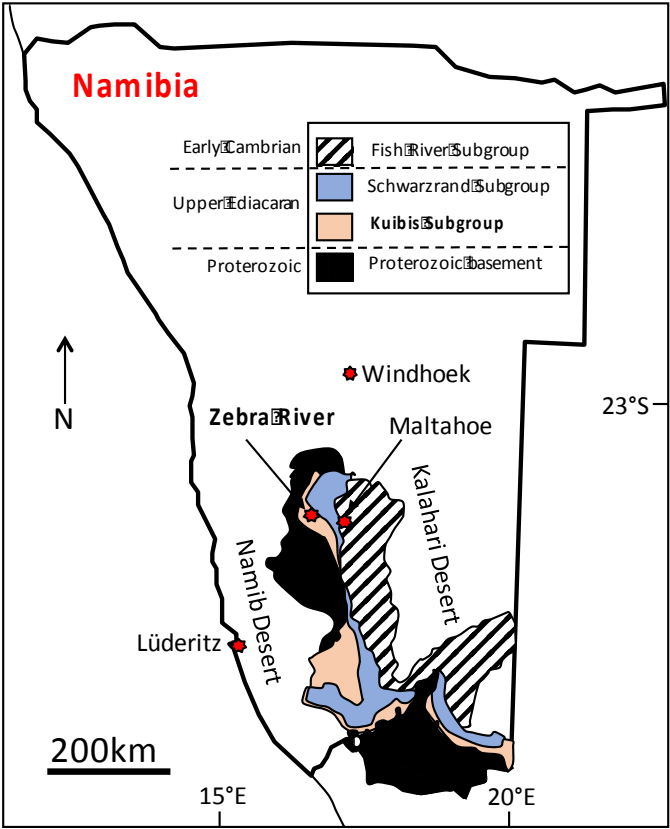 Namibia
Early Cambrian
Fish River Subgroup
Schwarzrand Subgroup
Upper Ediacaran
Kuibis Subgroup
Proterozoic
Proterozoic basement
Windhoek
N
23°S
Zebra River
Maltahoe
Kalahari Desert
Namib Desert
Lüderitz
200km
15°E
20°E